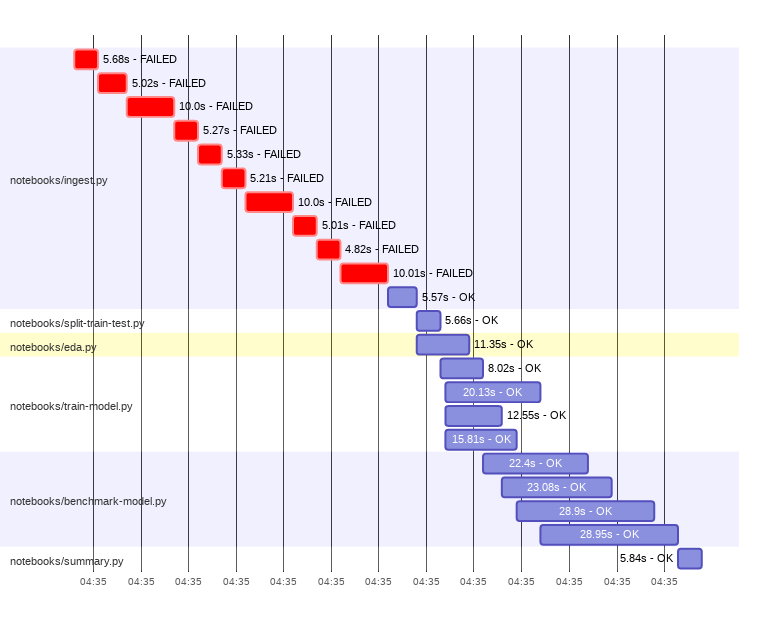 5.68s - FAILED
5.02s - FAILED
10.0s - FAILED
5.27s - FAILED
5.33s - FAILED
notebooks/ingest.py
5.21s - FAILED
10.0s - FAILED
5.01s - FAILED
4.82s - FAILED
10.01s - FAILED
5.57s - OK
notebooks/split-train-test.py
5.66s - OK
notebooks/eda.py
11.35s - OK
8.02s - OK
20.13s - OK
notebooks/train-model.py
12.55s - OK
15.81s - OK
22.4s - OK
23.08s - OK
notebooks/benchmark-model.py
28.9s - OK
28.95s - OK
notebooks/summary.py
5.84s - OK
04:35 04:35 04:35 04:35 04:35 04:35 04:35 04:35 04:35 04:35 04:35 04:35 04:35